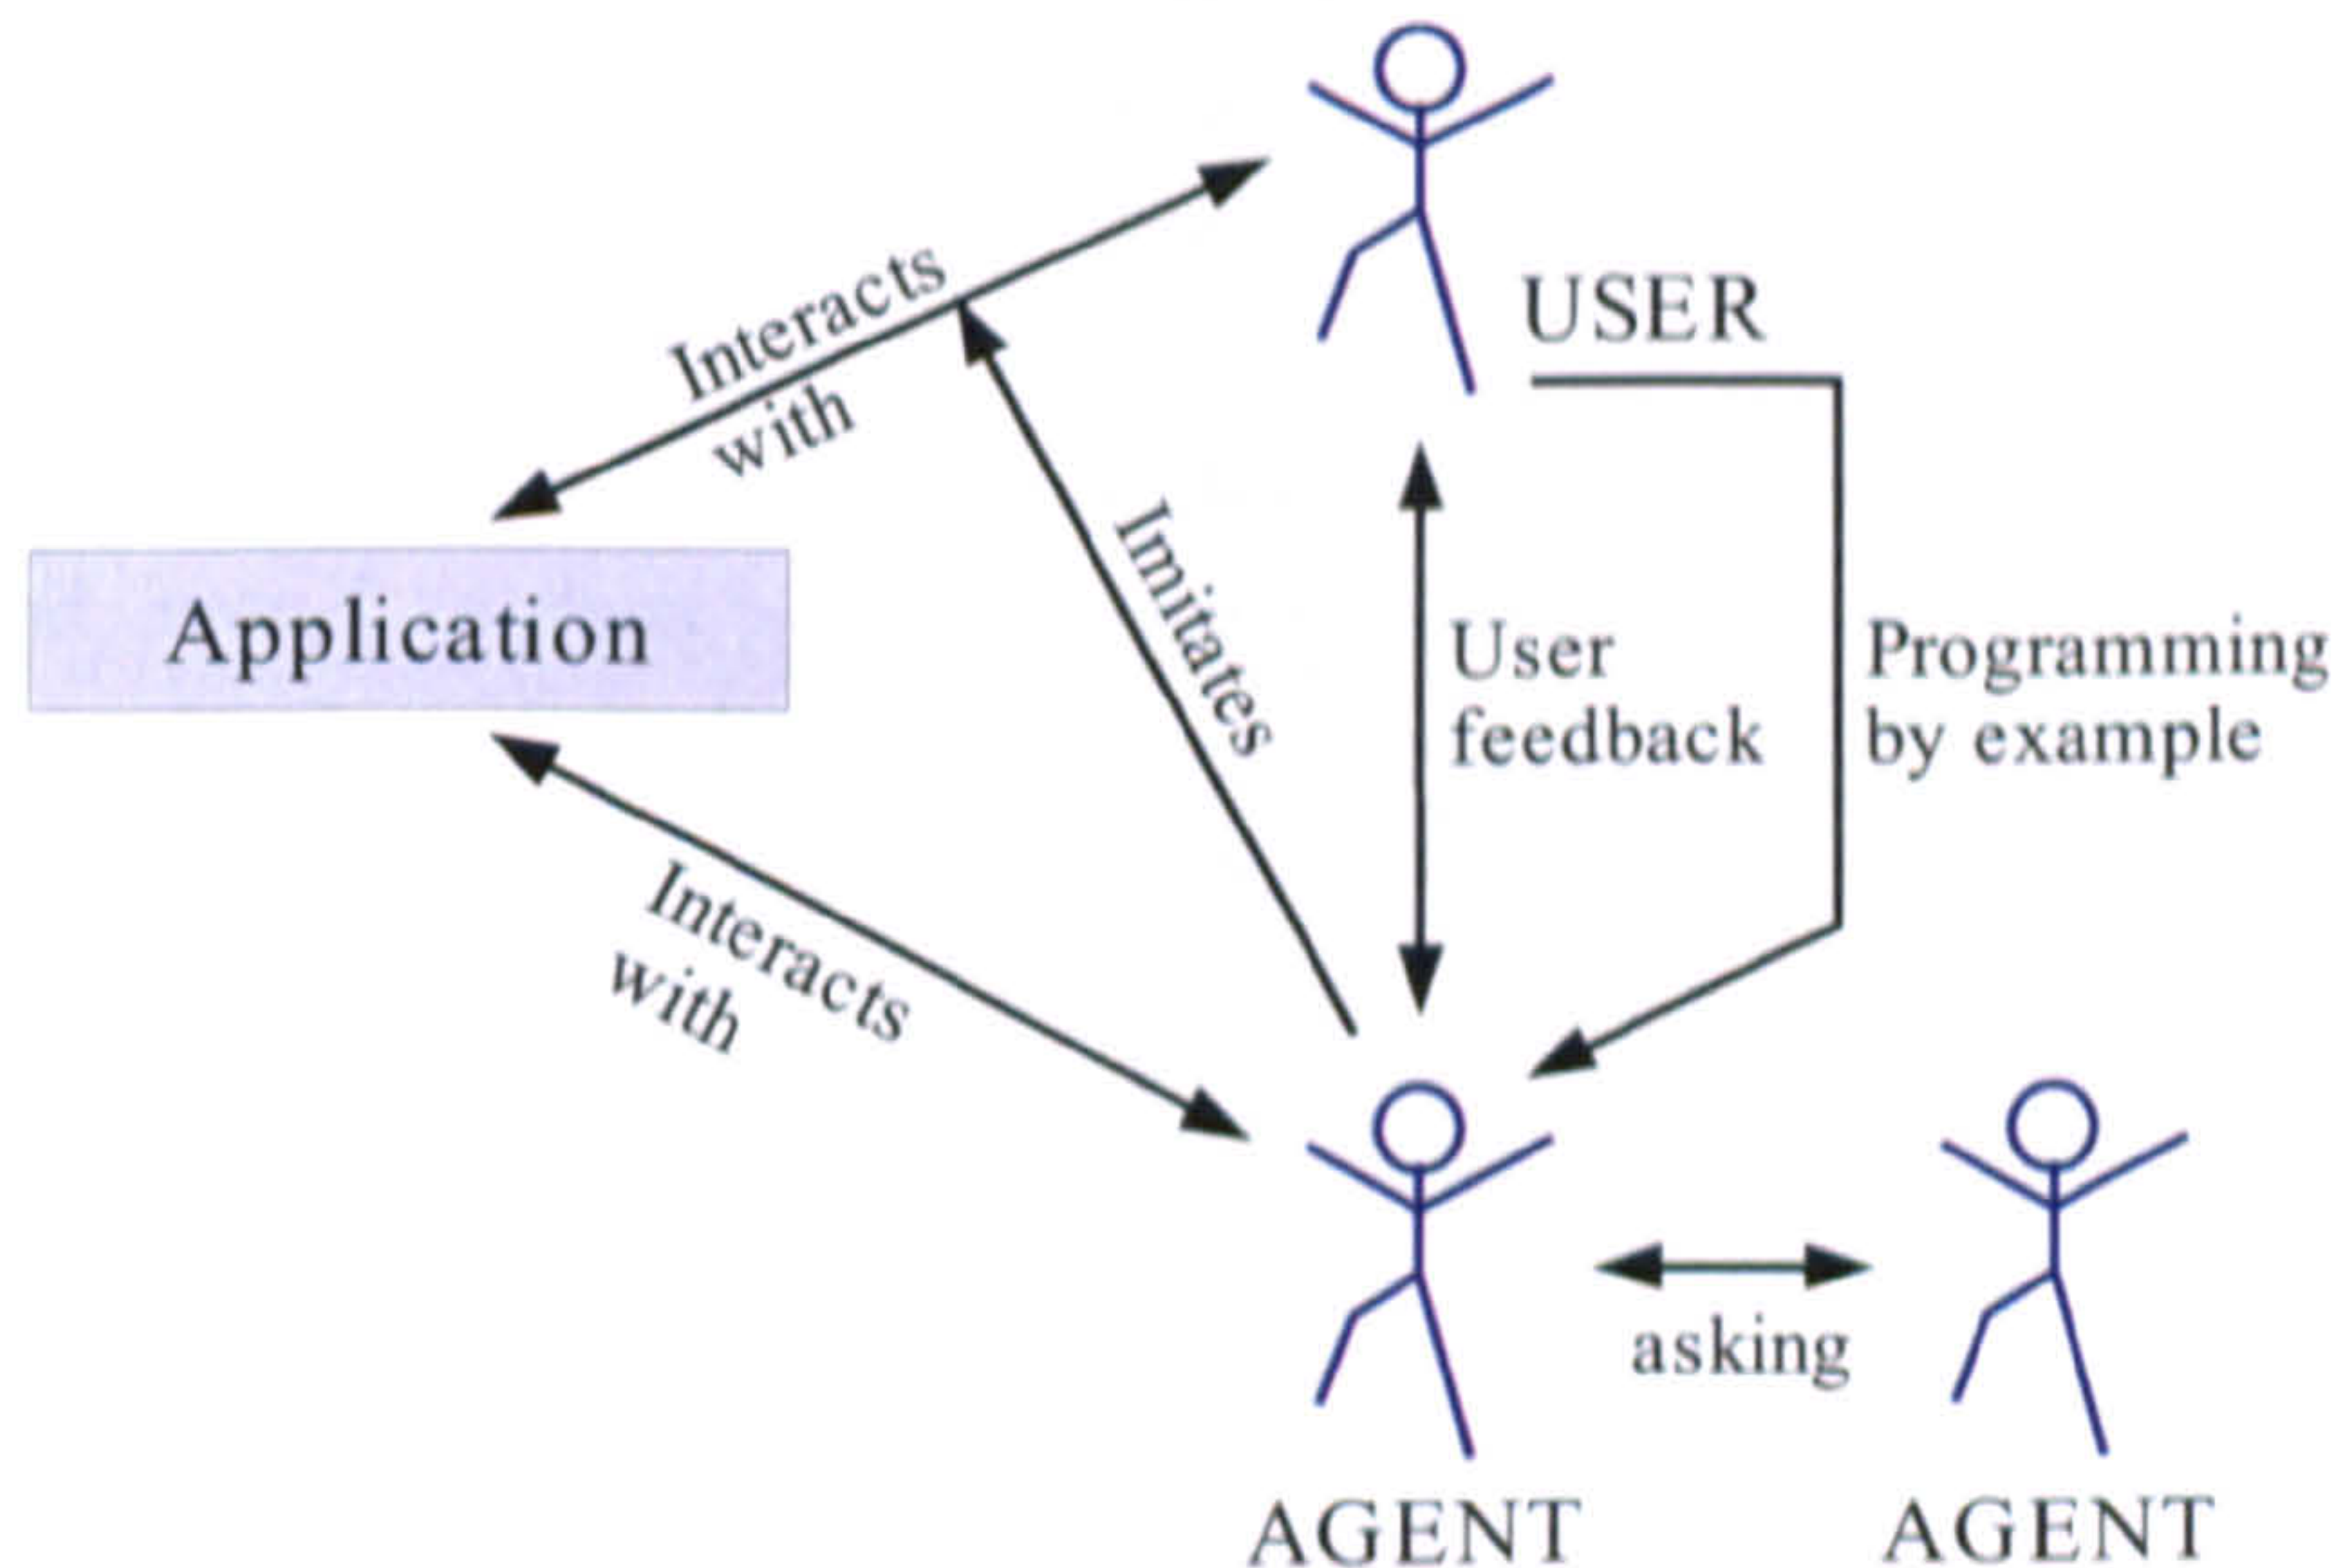 USER
Interacts
with
Imitates
User
feedback
Programming
by example
Application
Interacts
with
asking
AGENT
AGENT